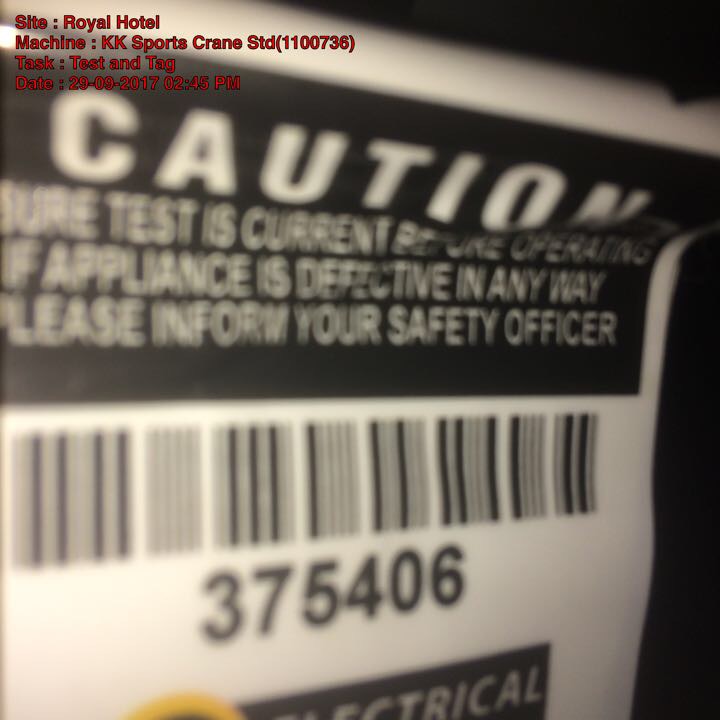 Site : Royal Hotel
Machine : KK Sports Crane Std(1100736)
Task : Test and Tag
Date : 29-09-2017 02:45 PM
CAUTION
SURE TEST IS CURRENT BEFORE OPERATING
IF APPLIANCE IS DEFECTIVE IN ANY WAY
PLEASE INFORM YOUR SAFETY OFFICER
375406
ELECTRICAL